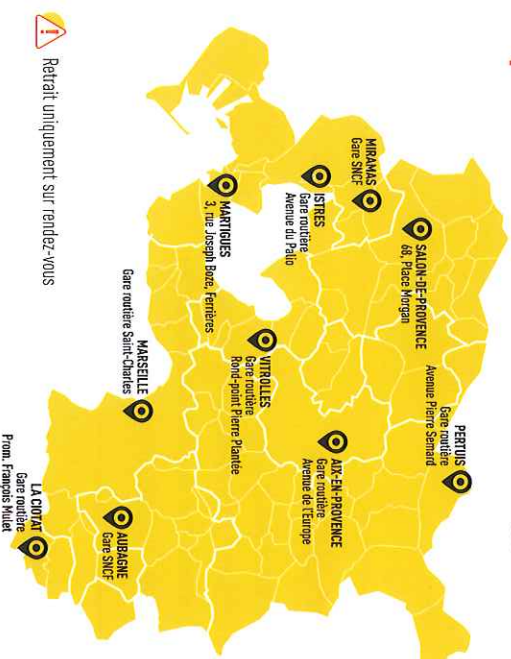 PERTUIS
Gare routière
Avenue Pierre Semard
SALON-DE-PROVENCE
68, Place Morgan
MIRAMAS
Gare SNCF
ISTRES
Gare routière
Avenue du Palio
AIX-EN-PROVENCE
Gare routière
Avenue de l'Europe
VITROLLES
Gare routière
Rond-point Pierre Plantée
MARTIGUES
3, rue Joseph Boze, Ferrières
MARSEILLE
Gare routière Saint-Charles
AUBAGNE
Gare SNCF
LA CIOTAT
Gare routière
Prom. François Mulet
Retrait uniquement sur rendez-vous